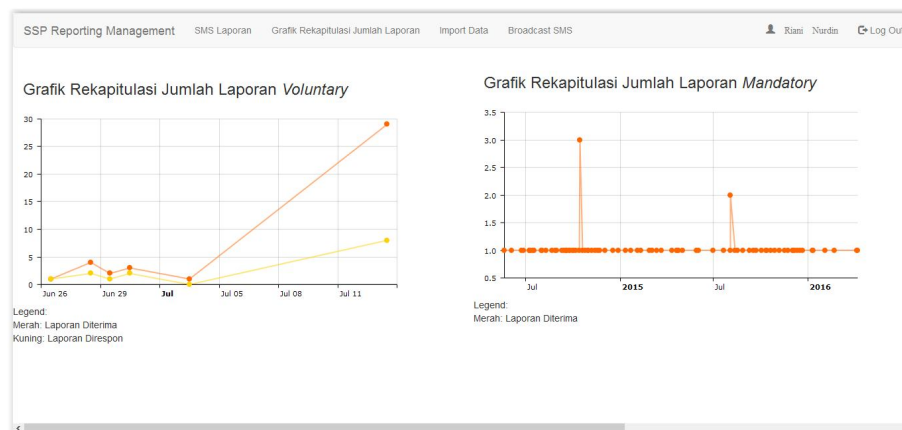 SSP Reporting Management SMS Laporan Grafik Rekapitulasi Jumlah Laporan Import Data Broadcast SMS Riani Nurdin Log Out
Grafik Rekapitulasi Jumlah Laporan Voluntary
30
25
20
15
10
5
0
Jun 26 Jun 29 Jul Jul 05 Jul 08 Jul 11
Legend:
Merah: Laporan Diterima
Kuning: Laporan Direspon
Grafik Rekapitulasi Jumlah Laporan Mandatory
3.5
3.0
2.5
2.0
1.5
1.0
0.5
Jul 2015 Jul 2016
Legend:
Merah: Laporan Diterima